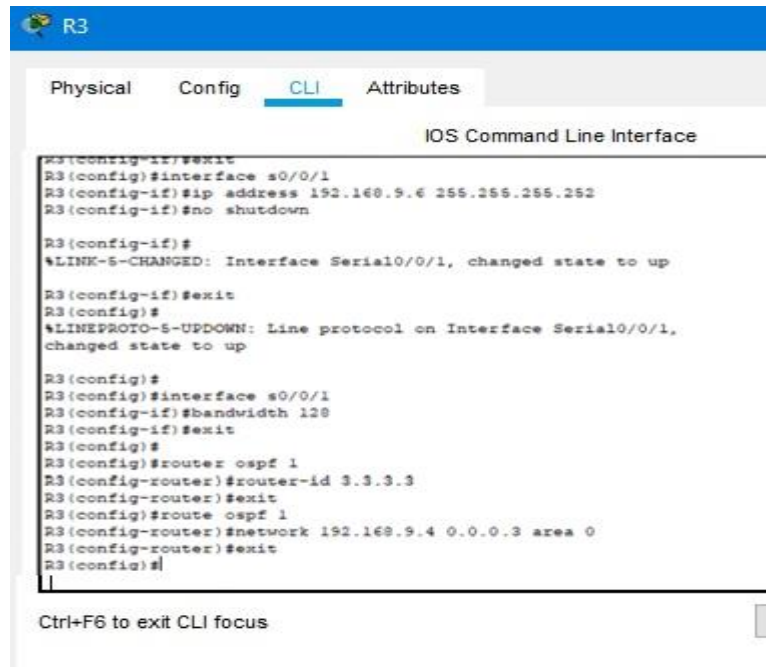 R3
Physical Config CLI Attributes
IOS Command Line Interface
R3(config-if)#exit
R3(config)#interface s0/0/1
R3(config-if)#ip address 192.168.9.6 255.255.255.252
R3(config-if)#no shutdown
R3(config-if)#
%LINK-5-CHANGED: Interface Serial0/0/1, changed state to up
R3(config-if)#exit
R3(config)#
%LINEPROTO-5-UPDOWN: Line protocol on Interface Serial0/0/1,
changed state to up
R3(config)#
R3(config)#interface s0/0/1
R3(config-if)#bandwidth 128
R3(config-if)#exit
R3(config)#
R3(config)#router ospf 1
R3(config-router)#router-id 3.3.3.3
R3(config-router)#exit
R3(config)#route ospf 1
R3(config-router)#network 192.168.9.4 0.0.0.3 area 0
R3(config-router)#exit
R3(config)#
Ctrl+F6 to exit CLI focus